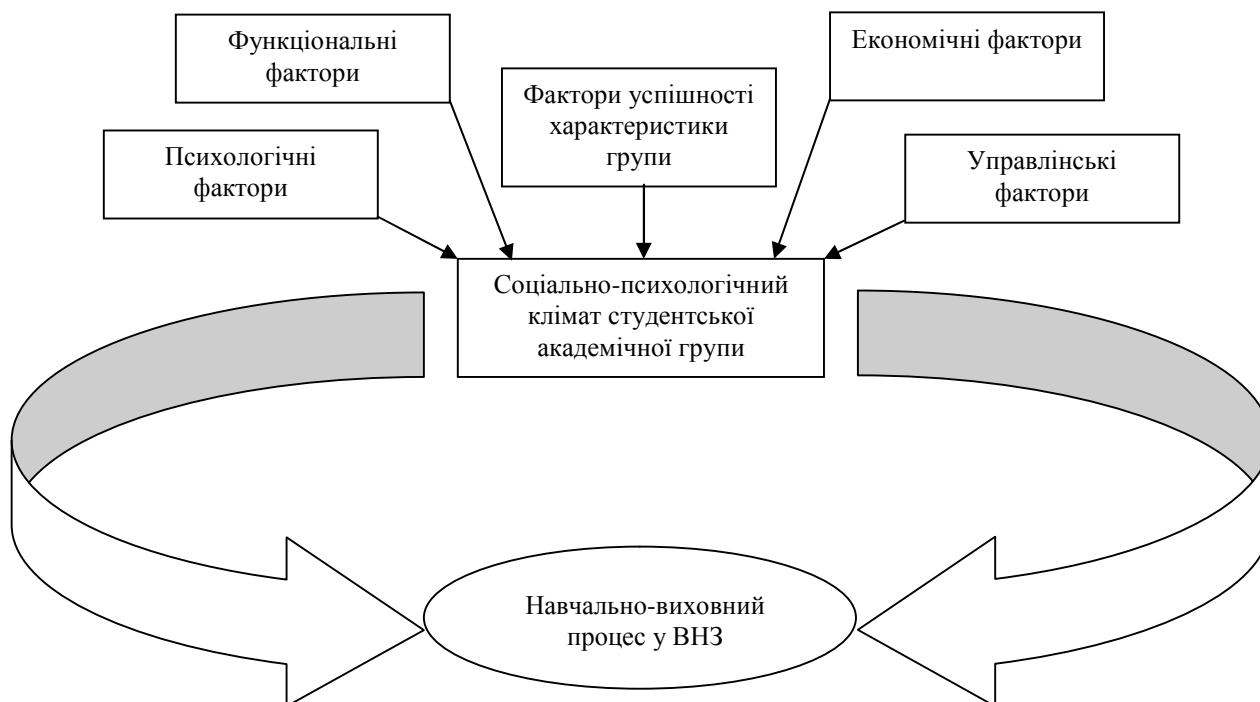 Функціональні
фактори
Економічні фактори
Фактори успішності
характеристики
групи
Психологічні
фактори
Управлінські
фактори
Соціально-психологічний
клімат студентської
академічної групи
Навчально-виховний
процес у ВНЗ